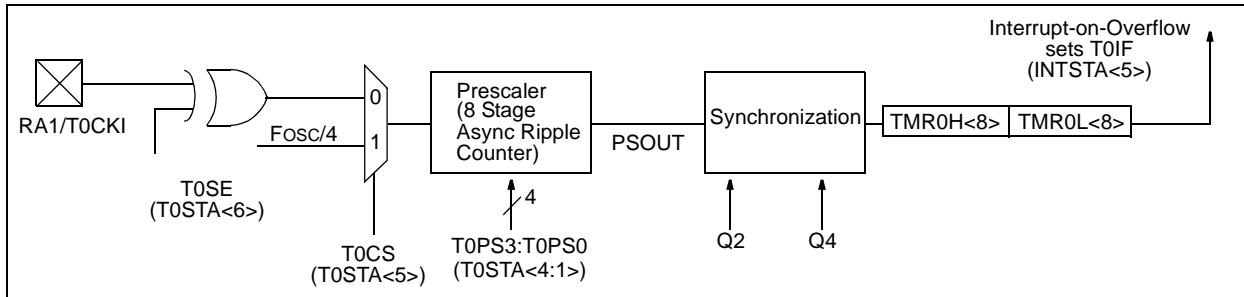 Interrupt-on-Overflow
sets T0IF
(INTSTA<5>)
RA1/T0CKI
T0SE
(T0STA<6>)
FOSC/4
0
1
T0CS
(T0STA<5>)
Prescaler
(8 Stage
Async Ripple
Counter)
4
T0PS3:T0PS0
(T0STA<4:1>)
PSOUT
Synchronization
Q2
Q4
TMR0H<8>
TMR0L<8>